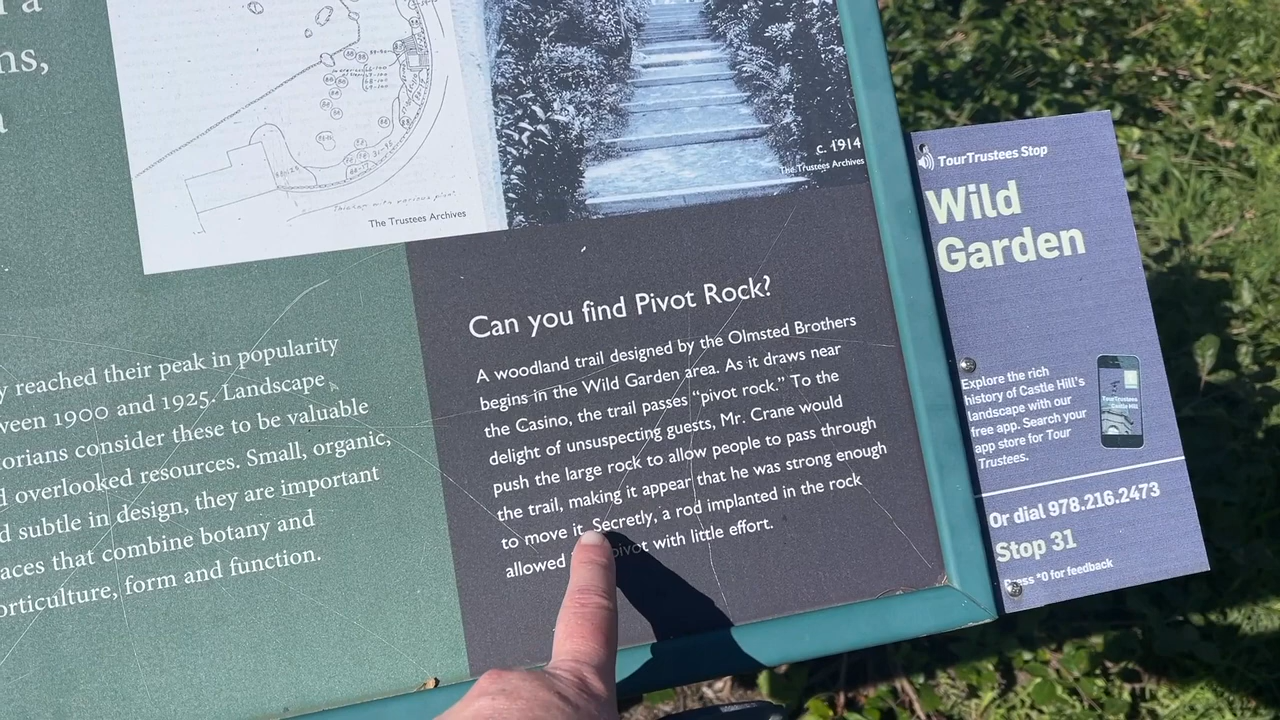 ns,
c. 1914
The Trustees Archives
The Trustees Archives
y reached their peak in popularity
ween 1900 and 1925. Landscape
torians consider these to be valuable
d overlooked resources. Small, organic,
d subtle in design, they are important
aces that combine botany and
orticulture, form and function.
Can you find Pivot Rock?
A woodland trail designed by the Olmsted Brothers
begins in the Wild Garden area. As it draws near
the Casino, the trail passes “pivot rock.” To the
delight of unsuspecting guests, Mr. Crane would
push the large rock to allow people to pass through
the trail, making it appear that he was strong enough
to move it. Secretly, a rod implanted in the rock
allowed pivot with little effort.
TourTrustees Stop
Wild
Garden
Explore the rich
history of Castle Hill's
landscape with our
free app. Search your
app store for Tour
Trustees.
TourTrustees
Castle Hill
Or dial 978.216.2473
Stop 31
Press *0 for feedback